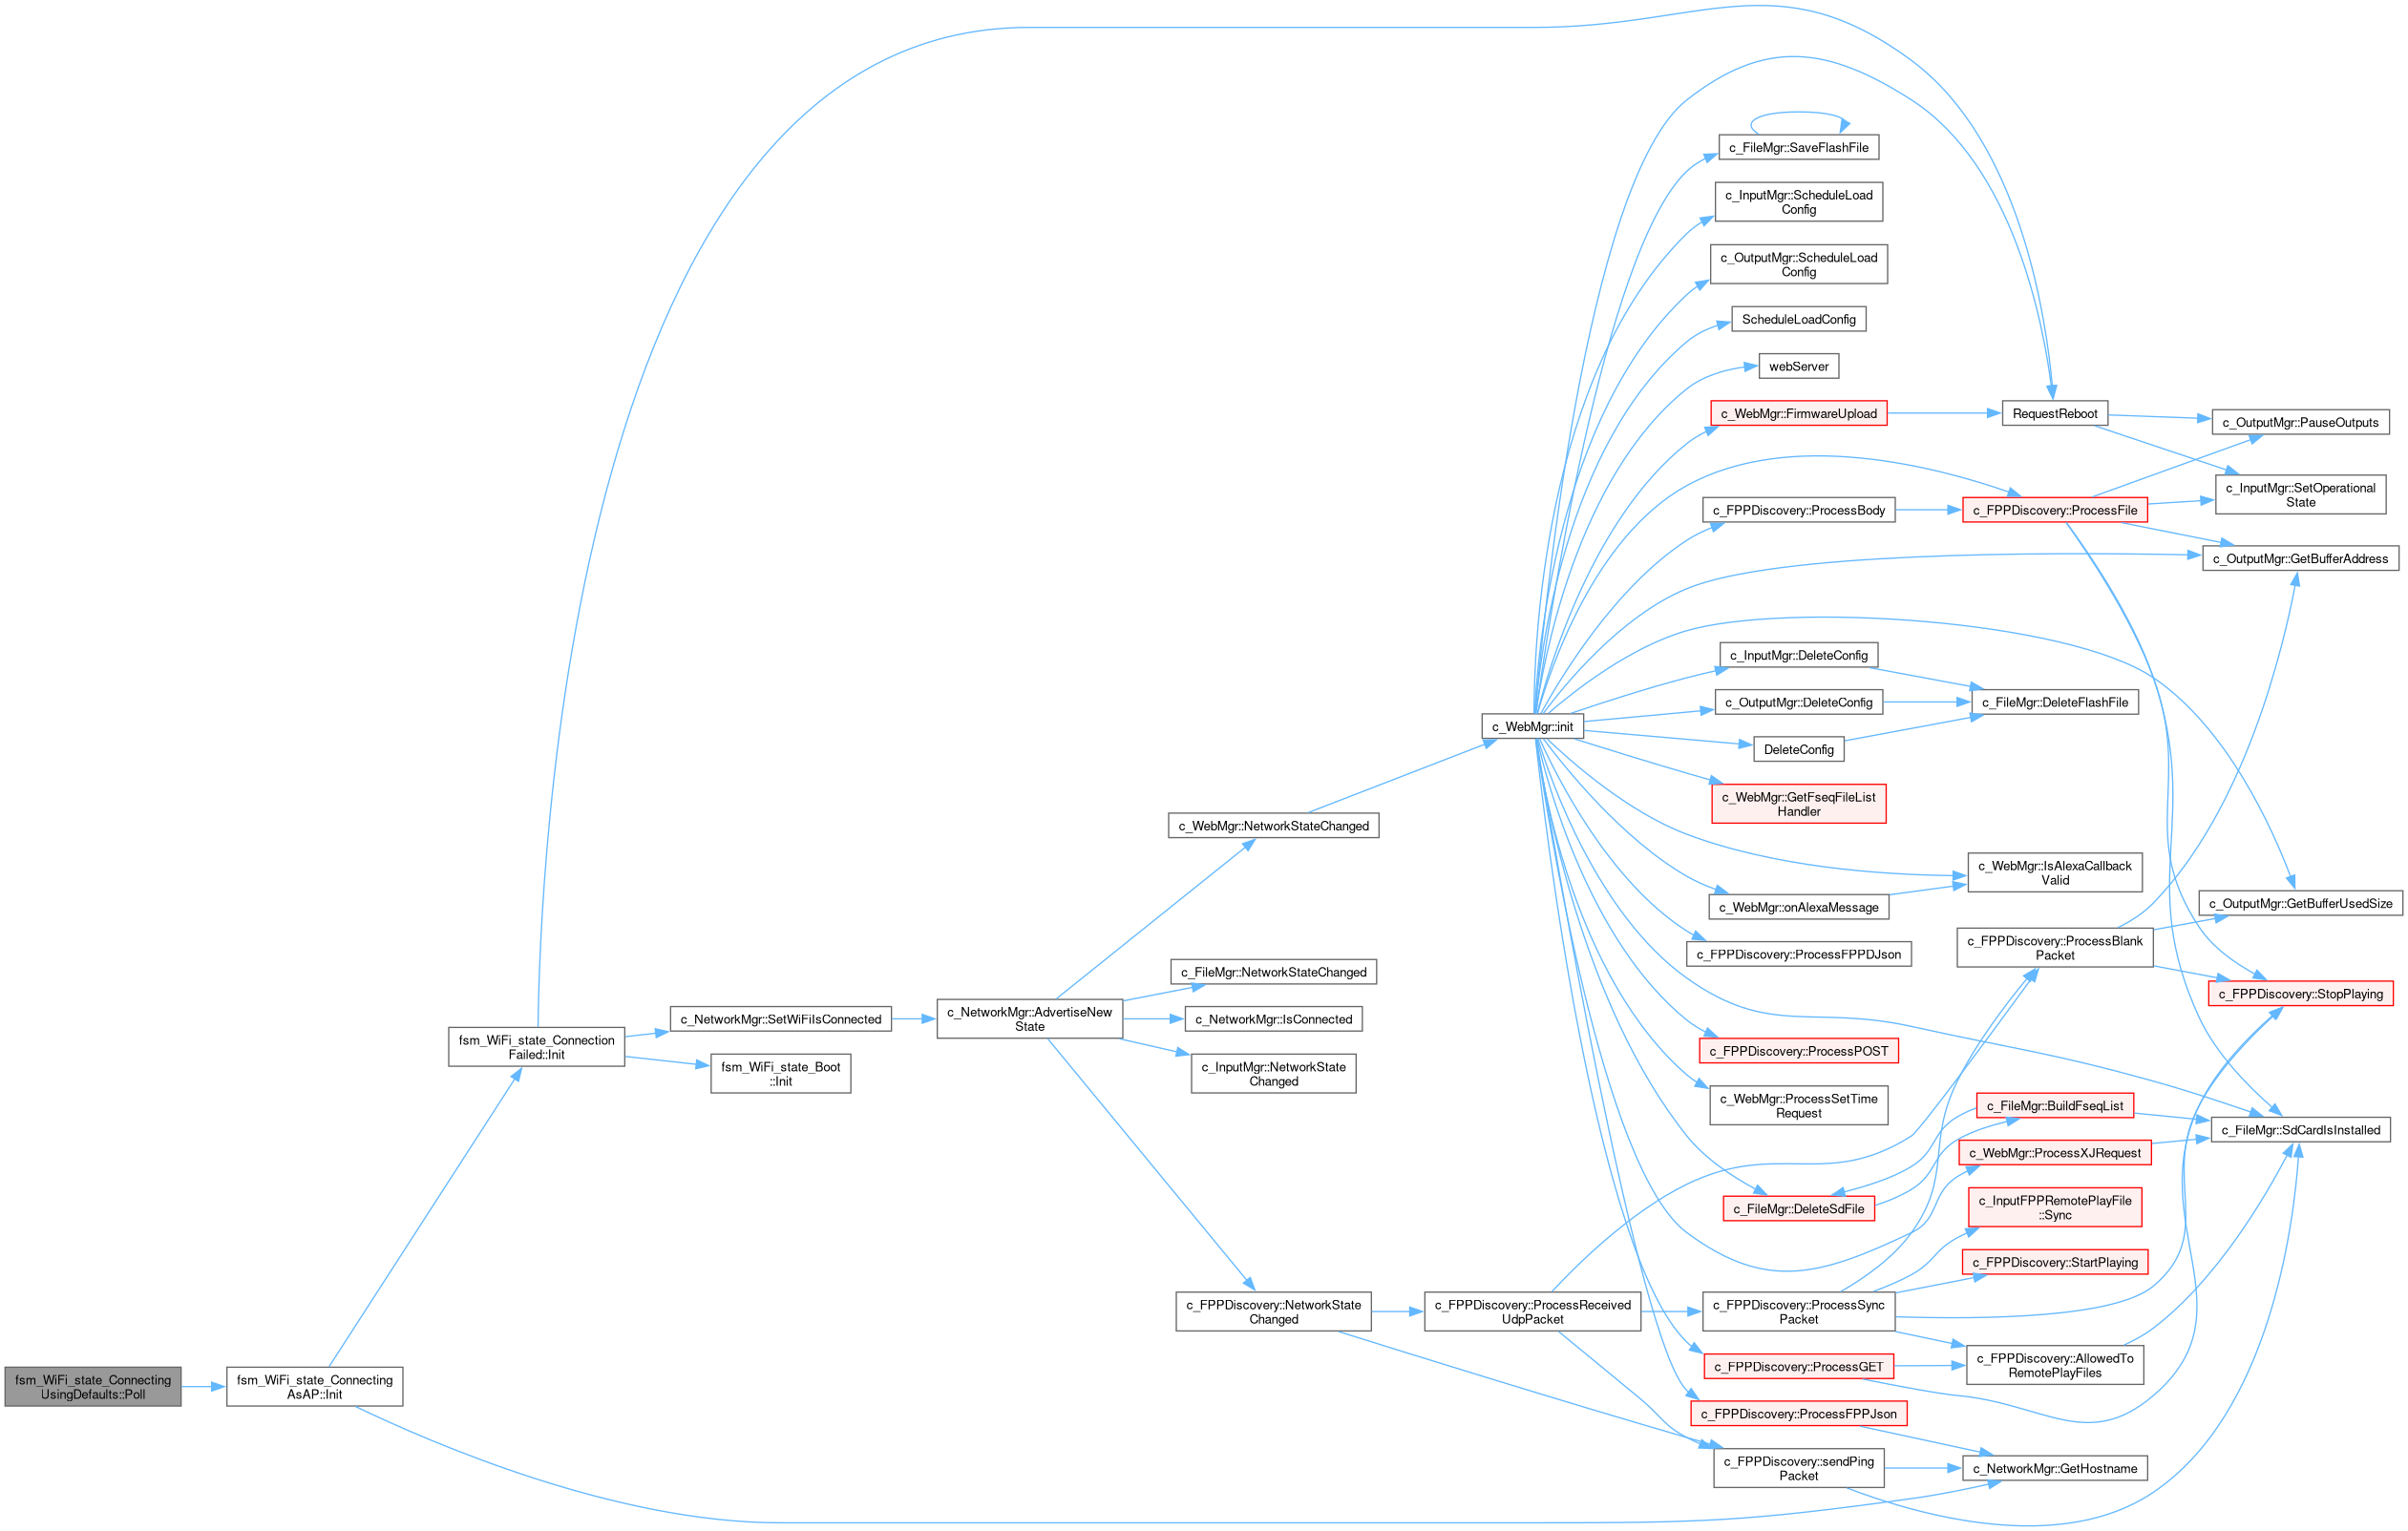 c_FileMgr::SaveFlashFile
c_InputMgr::ScheduleLoad
Config
c_OutputMgr::ScheduleLoad
Config
ScheduleLoadConfig
webServer
c_WebMgr::FirmwareUpload
RequestReboot
c_OutputMgr::PauseOutputs
c_InputMgr::SetOperational
State
c_FPPDiscovery::ProcessBody
c_FPPDiscovery::ProcessFile
c_OutputMgr::GetBufferAddress
c_InputMgr::DeleteConfig
c_OutputMgr::DeleteConfig
c_FileMgr::DeleteFlashFile
c_WebMgr::init
DeleteConfig
c_WebMgr::GetFseqFileList
Handler
c_WebMgr::NetworkStateChanged
c_WebMgr::IsAlexaCallback
Valid
c_WebMgr::onAlexaMessage
c_OutputMgr::GetBufferUsedSize
c_FPPDiscovery::ProcessFPPDJson
c_FPPDiscovery::ProcessBlank
Packet
c_FileMgr::NetworkStateChanged
c_FPPDiscovery::StopPlaying
c_NetworkMgr::SetWiFiIsConnected
c_NetworkMgr::AdvertiseNew
State
c_NetworkMgr::IsConnected
fsm_WiFi_state_Connection
Failed::Init
c_FPPDiscovery::ProcessPOST
fsm_WiFi_state_Boot
::Init
c_InputMgr::NetworkState
Changed
c_WebMgr::ProcessSetTime
Request
c_FileMgr::BuildFseqList
c_FileMgr::SdCardIsInstalled
c_WebMgr::ProcessXJRequest
c_FileMgr::DeleteSdFile
c_InputFPPRemotePlayFile
::Sync
c_FPPDiscovery::StartPlaying
c_FPPDiscovery::NetworkState
Changed
c_FPPDiscovery::ProcessReceived
UdpPacket
c_FPPDiscovery::ProcessSync
Packet
c_FPPDiscovery::ProcessGET
c_FPPDiscovery::AllowedTo
RemotePlayFiles
fsm_WiFi_state_Connecting
UsingDefaults::Poll
fsm_WiFi_state_Connecting
AsAP::Init
c_FPPDiscovery::ProcessFPPJson
c_FPPDiscovery::sendPing
Packet
c_NetworkMgr::GetHostname